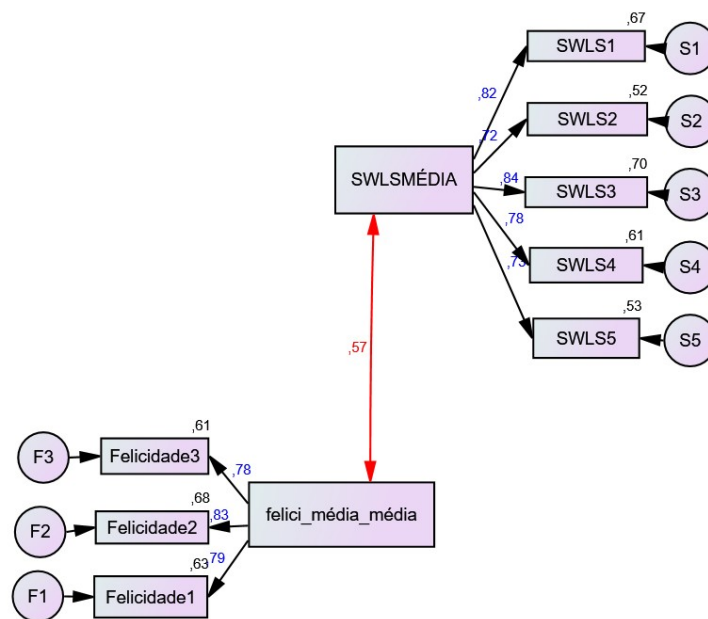 ,67
SWLS1
S1
,82
,52
SWLS2
S2
,72
SWLSMÉDIA
,70
,84
SWLS3
S3
,78
,61
SWLS4
S4
,73
,53
SWLS5
S5
,57
,61
F3
Felicidade3
,78
,68
felici_média_média
F2
Felicidade2
,83
,63
,79
F1
Felicidade1